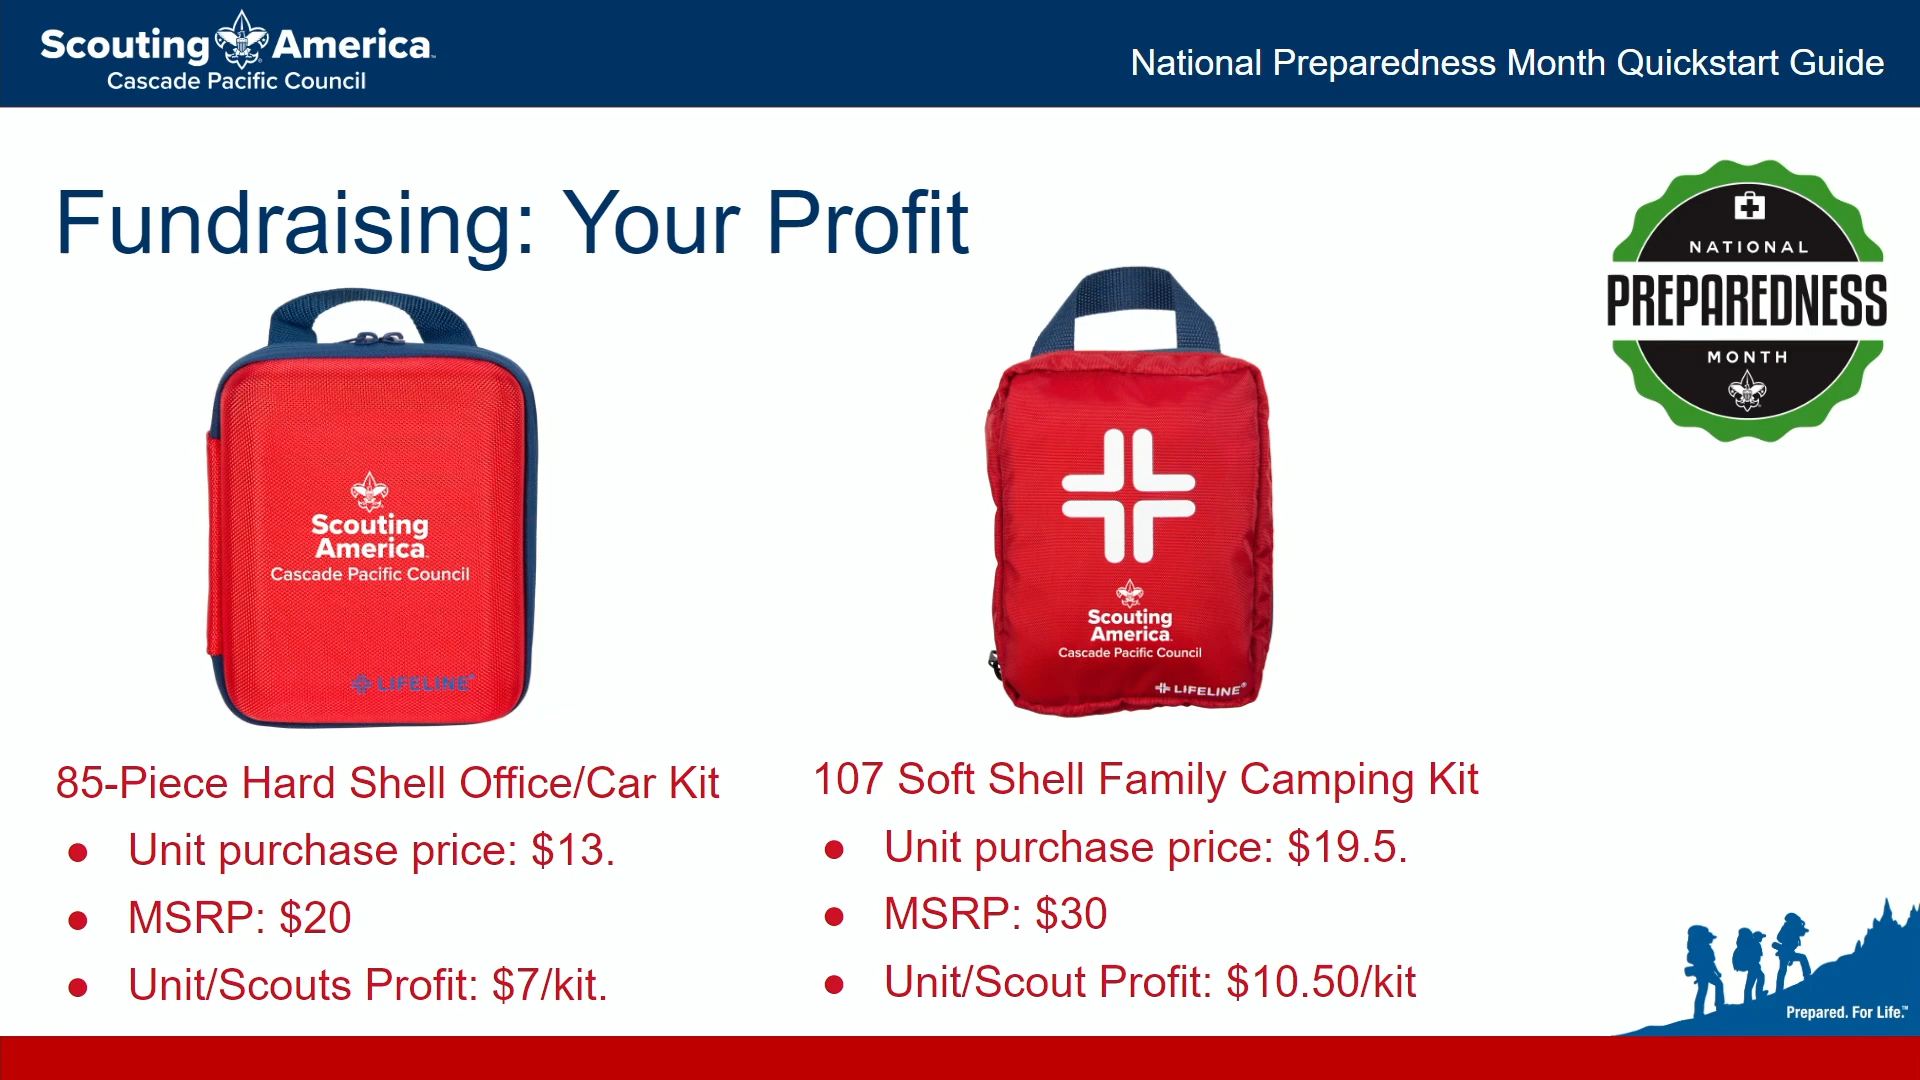 Scouting America
Cascade Pacific Council
National Preparedness Month Quickstart Guide
Fundraising: Your Profit
NATIONAL
PREPAREDNESS
MONTH
Scouting
America
Cascade Pacific Council
LIFELINE®
Scouting
America
Cascade Pacific Council
LIFELINE®
85-Piece Hard Shell Office/Car Kit
● Unit purchase price: $13.
● MSRP: $20
● Unit/Scouts Profit: $7/kit.
107 Soft Shell Family Camping Kit
● Unit purchase price: $19.5.
● MSRP: $30
● Unit/Scout Profit: $10.50/kit
Prepared. For Life.™